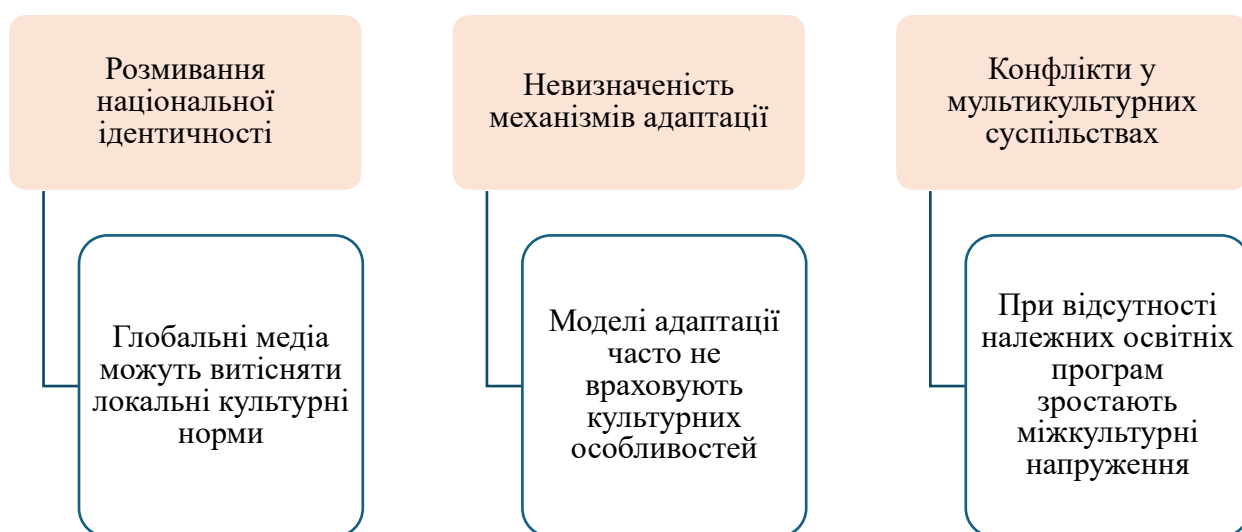 Розмивання
національної
ідентичності
Глобальні медіа
можуть витісняти
локальні культурні
норми
Невизначеність
механізмів адаптації
Моделі адаптації
часто не
враховують
культурних
особливостей
Конфлікти у
мультикультурних
суспільствах
При відсутності
належних освітніх
програм
зростають
міжкультурні
напруження